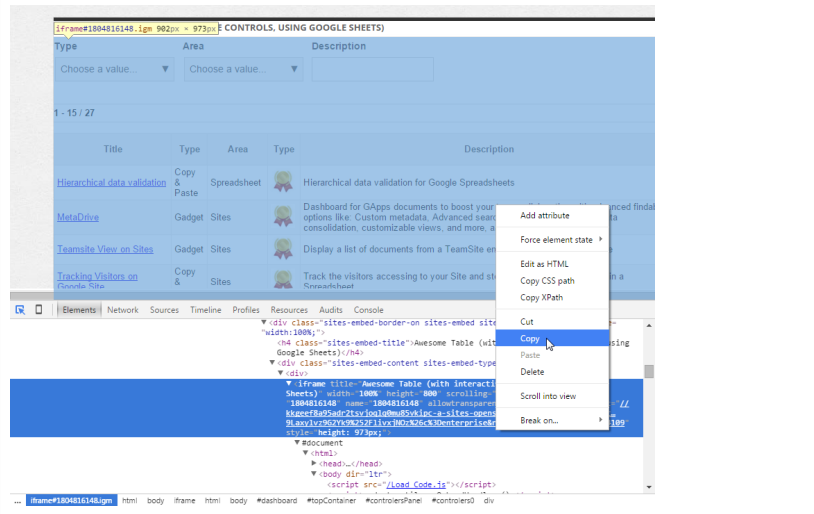 iframe#1804816148.igm 902px × 973px E CONTROLS, USING GOOGLE SHEETS)
Type Area Description
Choose a value... Choose a value...
1 - 15 / 27
Title Type Area Type Description
Hierarchical data validation Copy & Paste Spreadsheet Hierarchical data validation for Google Spreadsheets
MetaDrive Gadget Sites Dashboard for GApps documents to boost your
options like: Custom metadata, Advanced sear
consolidation, customizable views, and more, a
Teamsite View on Sites Gadget Sites Display a list of documents from a TeamSite en
Tracking Visitors on Google Site Copy & Sites Track the visitors accessing to your Site and st in a
Spreadsheet
Add attribute
Force element state
Edit as HTML
Copy CSS path
Copy XPath
Cut
Copy
Paste
Delete
Scroll into view
Break on...
Elements Network Sources Timeline Profiles Resources Audits Console
▼<div class="sites-embed-border-on sites-embed site
"width:100%;">
<h4 class="sites-embed-title">Awesome Table (wit using
Google Sheets)</h4>
▼<div class="sites-embed-content sites-embed-type
▼<div>
▼<iframe title="Awesome Table (with interacti
Sheets)" width="100%" height="800" scrolling="
"1804816148" name="1804816148" allowtransparen ="//
style="height: 973px;">
▼#document
▼<html>
▶<head>…</head>
▼<body dir="ltr">
<script src="/Load Code.js"></script>
... iframe#1804816148.igm html body iframe html body #dashboard #topContainer #controlersPanel #controlers0 div